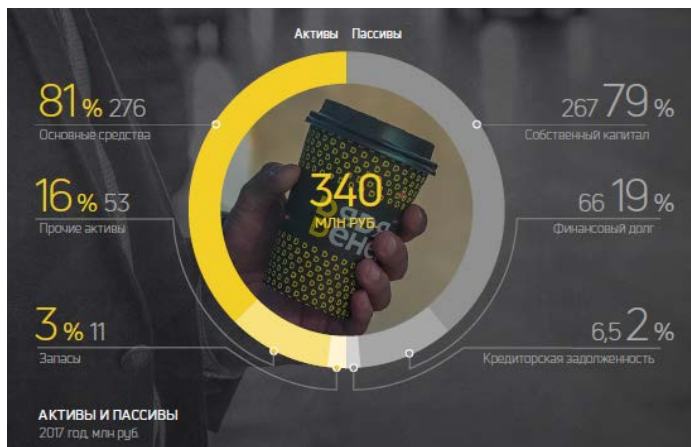 Активы Пассивы
81% 276
Основные средства
267 79%
Собственный капитал
16% 53
Прочие активы
340
МЛН РУБ.
66 19%
Финансовый долг
3% 11
Запасы
6,5 2%
Кредиторская задолженность
АКТИВЫ И ПАССИВЫ
2017 год, млн руб.